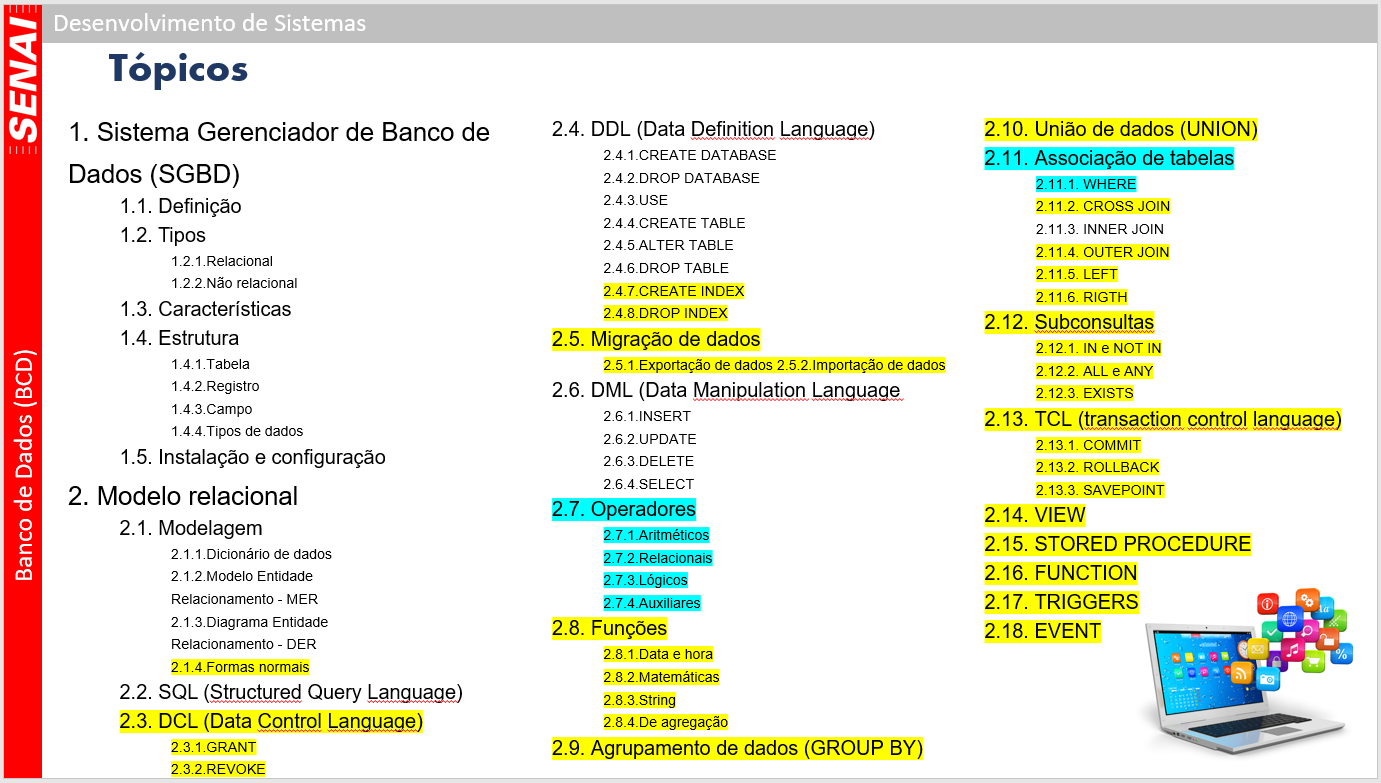 SENAI
Desenvolvimento de Sistemas
Banco de Dados (BCD)
Tópicos
1. Sistema Gerenciador de Banco de
Dados (SGBD)
1.1. Definição
1.2. Tipos
1.2.1.Relacional
1.2.2.Não relacional
1.3. Características
1.4. Estrutura
1.4.1.Tabela
1.4.2.Registro
1.4.3.Campo
1.4.4.Tipos de dados
1.5. Instalação e configuração
2. Modelo relacional
2.1. Modelagem
2.1.1.Dicionário de dados
2.1.2.Modelo Entidade
Relacionamento - MER
2.1.3.Diagrama Entidade
Relacionamento - DER
2.1.4.Formas normais
2.2. SQL (Structured Query Language)
2.3. DCL (Data Control Language)
2.3.1.GRANT
2.3.2.REVOKE
2.4. DDL (Data Definition Language)
2.4.1.CREATE DATABASE
2.4.2.DROP DATABASE
2.4.3.USE
2.4.4.CREATE TABLE
2.4.5.ALTER TABLE
2.4.6.DROP TABLE
2.4.7.CREATE INDEX
2.4.8.DROP INDEX
2.5. Migração de dados
2.5.1.Exportação de dados 2.5.2.Importação de dados
2.6. DML (Data Manipulation Language
2.6.1.INSERT
2.6.2.UPDATE
2.6.3.DELETE
2.6.4.SELECT
2.7. Operadores
2.7.1.Aritméticos
2.7.2.Relacionais
2.7.3.Lógicos
2.7.4.Auxiliares
2.8. Funções
2.8.1.Data e hora
2.8.2.Matemáticas
2.8.3.String
2.8.4.De agregação
2.9. Agrupamento de dados (GROUP BY)
2.10. União de dados (UNION)
2.11. Associação de tabelas
2.11.1. WHERE
2.11.2. CROSS JOIN
2.11.3. INNER JOIN
2.11.4. OUTER JOIN
2.11.5. LEFT
2.11.6. RIGTH
2.12. Subconsultas
2.12.1. IN e NOT IN
2.12.2. ALL e ANY
2.12.3. EXISTS
2.13. TCL (transaction control language)
2.13.1. COMMIT
2.13.2. ROLLBACK
2.13.3. SAVEPOINT
2.14. VIEW
2.15. STORED PROCEDURE
2.16. FUNCTION
2.17. TRIGGERS
2.18. EVENT